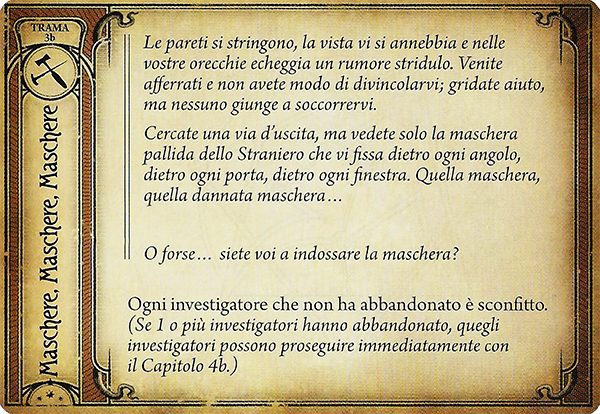 TRAMA
3b
Maschere, Maschere, Maschere
Le pareti si stringono, la vista vi si annebbia e nelle
vostre orecchie echeggia un rumore stridulo. Venite
afferrati e non avete modo di divincolarvi; gridate aiuto,
ma nessuno giunge a soccorrervi.
Cercate una via d’uscita, ma vedete solo la maschera
pallida dello Straniero che vi fissa dietro ogni angolo,
dietro ogni porta, dietro ogni finestra. Quella maschera,
quella dannata maschera…
O forse… siete voi a indossare la maschera?
Ogni investigatore che non ha abbandonato è sconfitto.
(Se 1 o più investigatori hanno abbandonato, quegli
investigatori possono proseguire immediatamente con
il Capitolo 4b.)